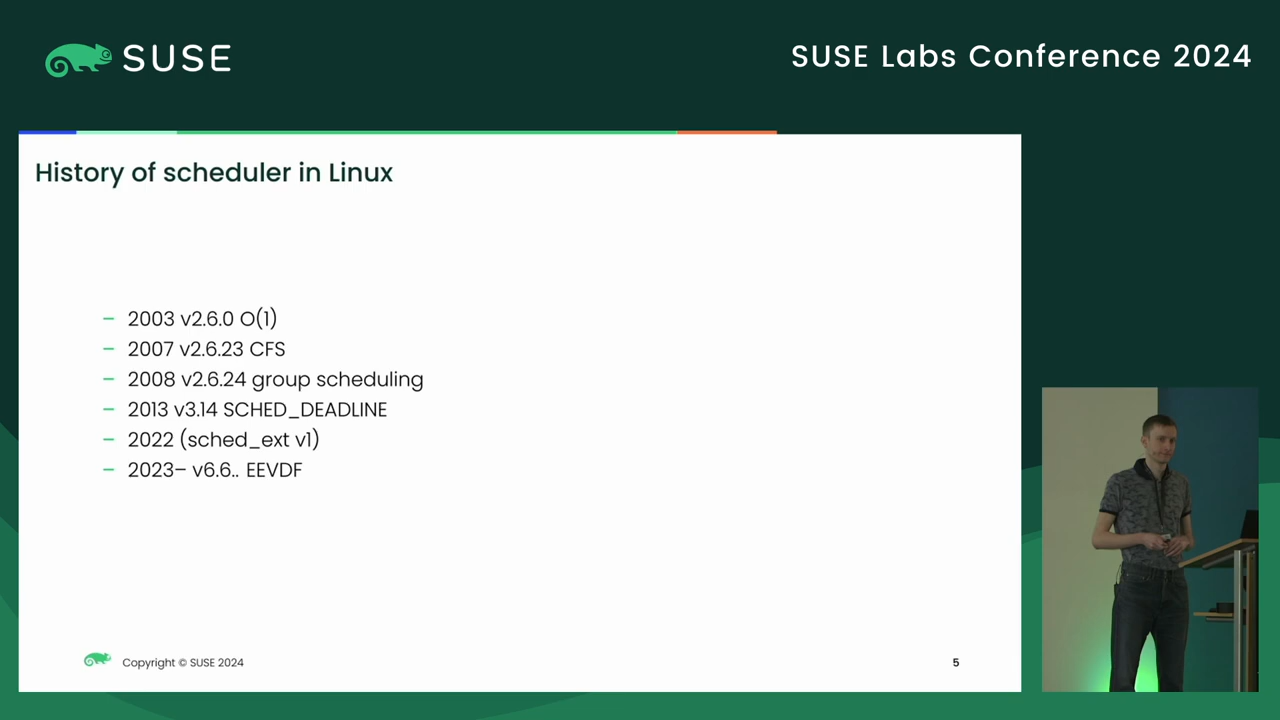 SUSE
SUSE Labs Conference 2024
History of scheduler in Linux
– 2003 v2.6.0 O(1)
– 2007 v2.6.23 CFS
– 2008 v2.6.24 group scheduling
– 2013 v3.14 SCHED_DEADLINE
– 2022 (sched_ext v1)
– 2023– v6.6.. EEVDF
Copyright © SUSE 2024
5